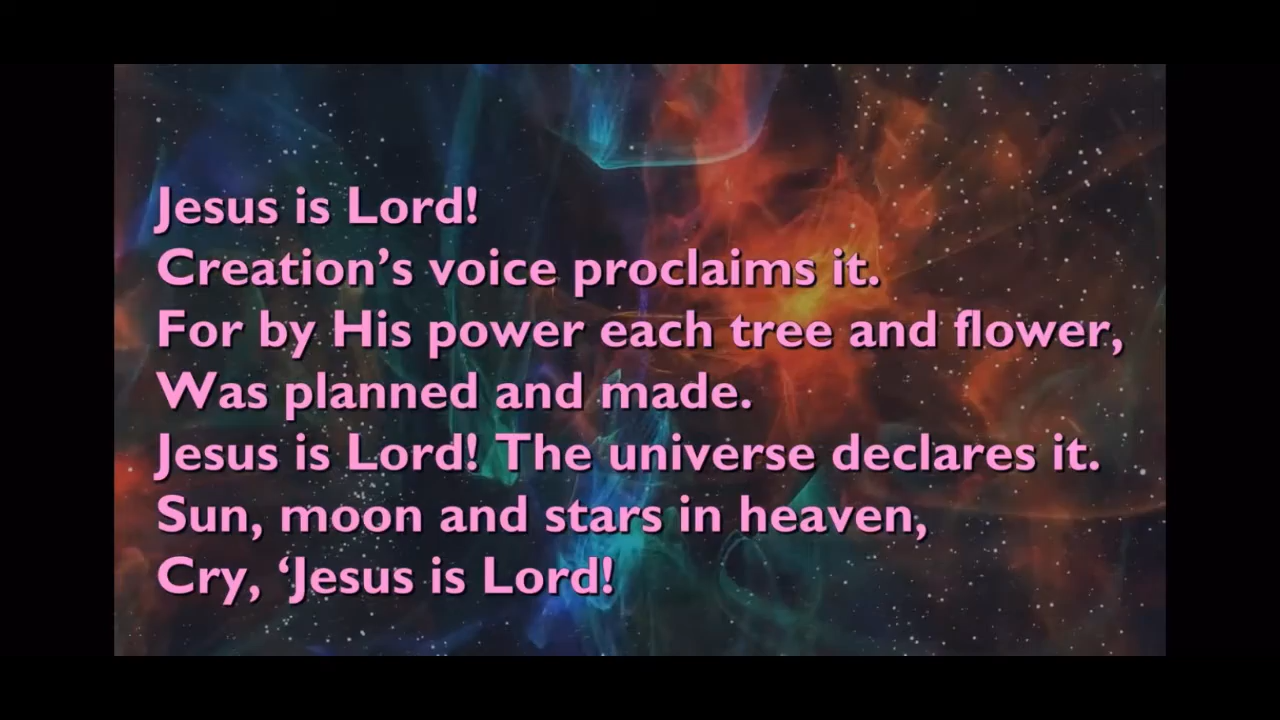 Jesus is Lord!
Creation’s voice proclaims it.
For by His power each tree and flower,
Was planned and made.
Jesus is Lord! The universe declares it.
Sun, moon and stars in heaven,
Cry, ‘Jesus is Lord!